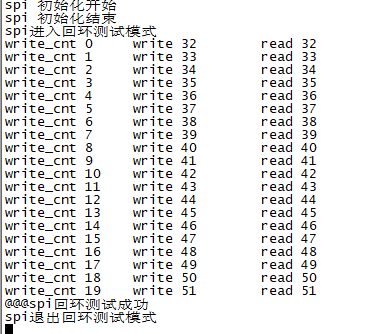 spi 初始化开始
spi 初始化结束
spi进入回环测试模式
write_cnt 0 write 32 read 32
write_cnt 1 write 33 read 33
write_cnt 2 write 34 read 34
write_cnt 3 write 35 read 35
write_cnt 4 write 36 read 36
write_cnt 5 write 37 read 37
write_cnt 6 write 38 read 38
write_cnt 7 write 39 read 39
write_cnt 8 write 40 read 40
write_cnt 9 write 41 read 41
write_cnt 10 write 42 read 42
write_cnt 11 write 43 read 43
write_cnt 12 write 44 read 44
write_cnt 13 write 45 read 45
write_cnt 14 write 46 read 46
write_cnt 15 write 47 read 47
write_cnt 16 write 48 read 48
write_cnt 17 write 49 read 49
write_cnt 18 write 50 read 50
write_cnt 19 write 51 read 51
@@@spi回环测试成功
spi退出回环测试模式